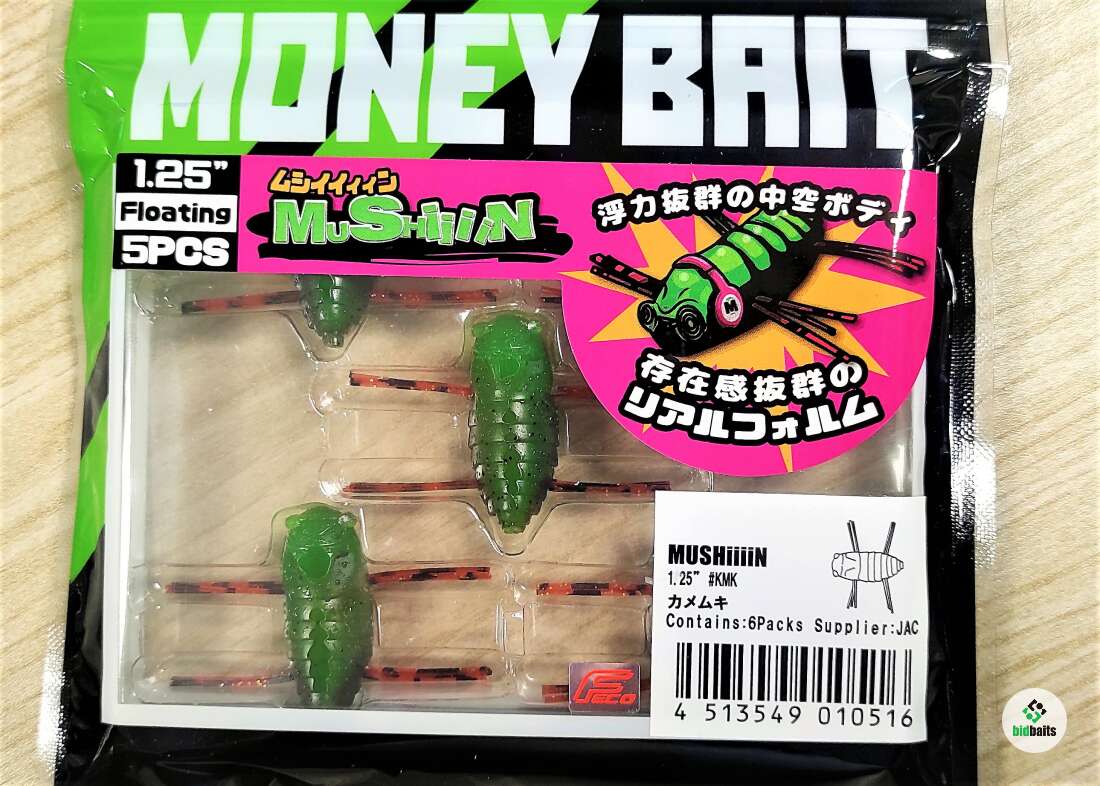 MONEY BAIT
1.25”
Floating
5PCS
ムシイイィィン
MuSHiiiiN
浮力抜群の中空ボディ
M
存在感抜群の
リアルフォルム
MUSHiiiiN
1.25” #KMK
カメムキ
Contains:6Packs Supplier:JAC
4 513549 010516
FECO
bidbaits